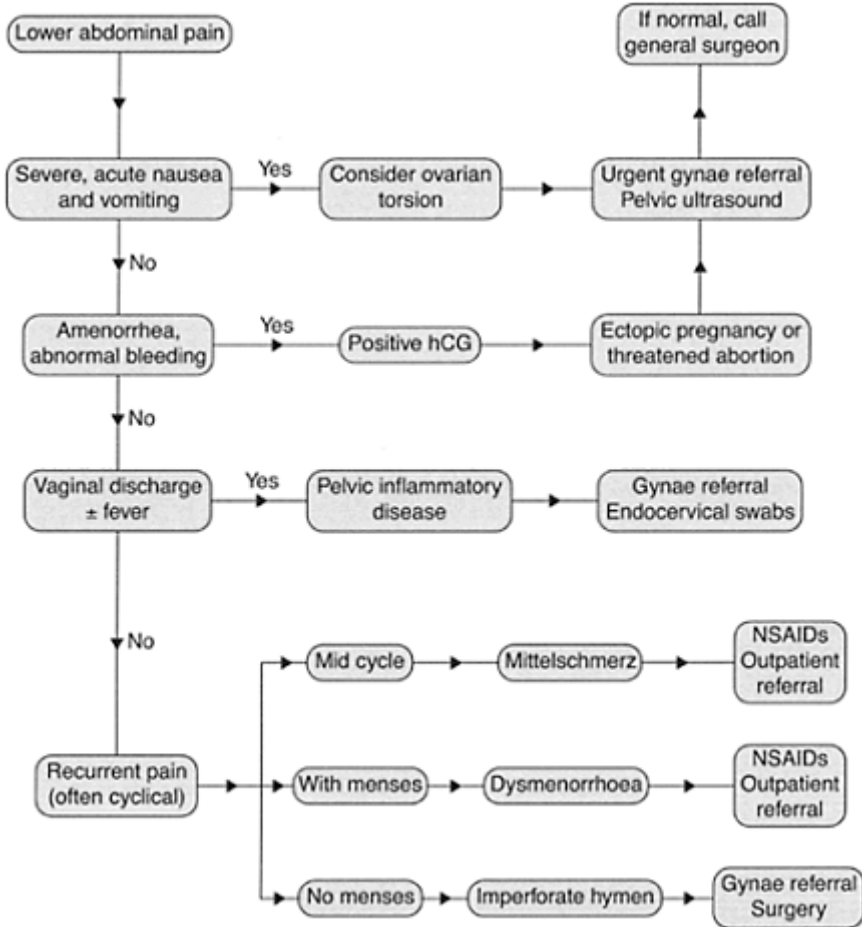 Lower abdominal pain
If normal, call
general surgeon
Severe, acute nausea
and vomiting
Yes
Consider ovarian
torsion
Urgent gynae referral
Pelvic ultrasound
No
Amenorrhea,
abnormal bleeding
Yes
Positive hCG
Ectopic pregnancy or
threatened abortion
No
Vaginal discharge
± fever
Yes
Pelvic inflammatory
disease
Gynae referral
Endocervical swabs
No
Mid cycle
Mittelschmerz
NSAIDs
Outpatient
referral
Recurrent pain
(often cyclical)
With menses
Dysmenorrhoea
NSAIDs
Outpatient
referral
No menses
Imperforate hymen
Gynae referral
Surgery